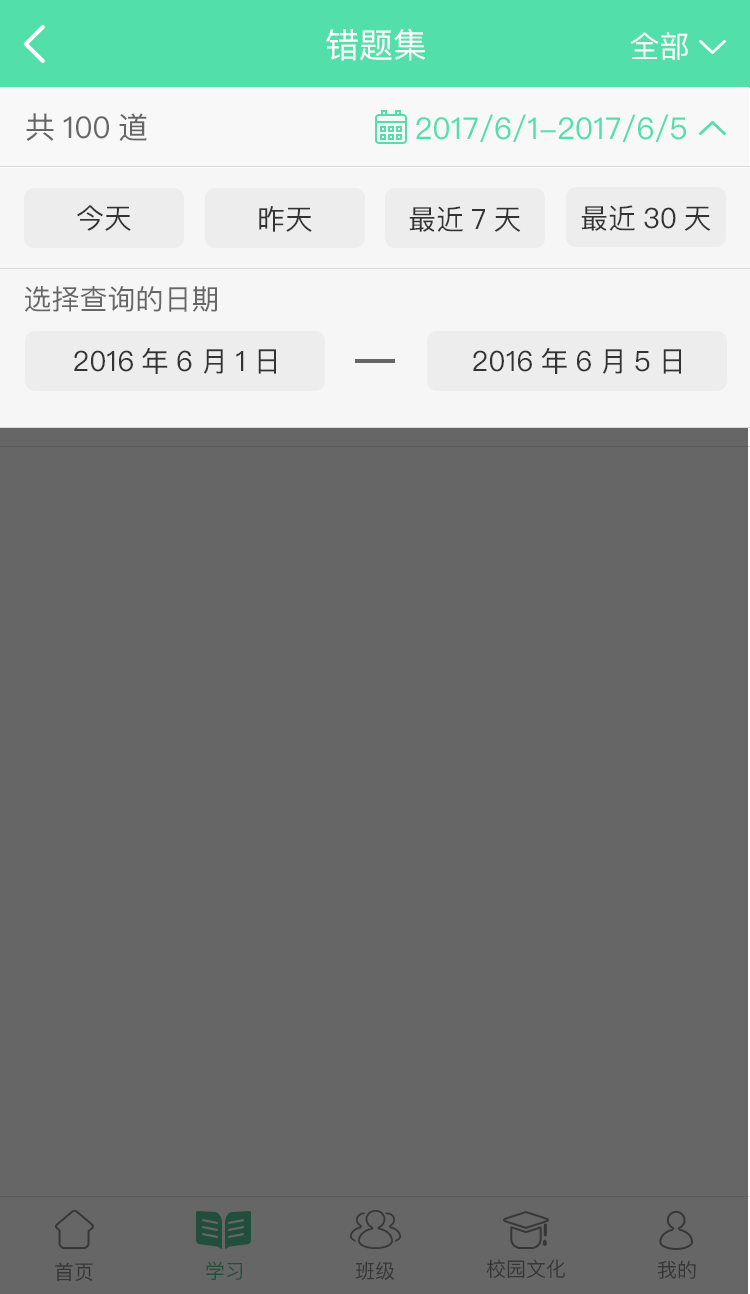 错题集 全部
共 100 道 2017/6/1-2017/6/5
今天 昨天 最近 7 天 最近 30 天
选择查询的日期
2016 年 6 月 1 日 — 2016 年 6 月 5 日
首页 学习 班级 校园文化 我的